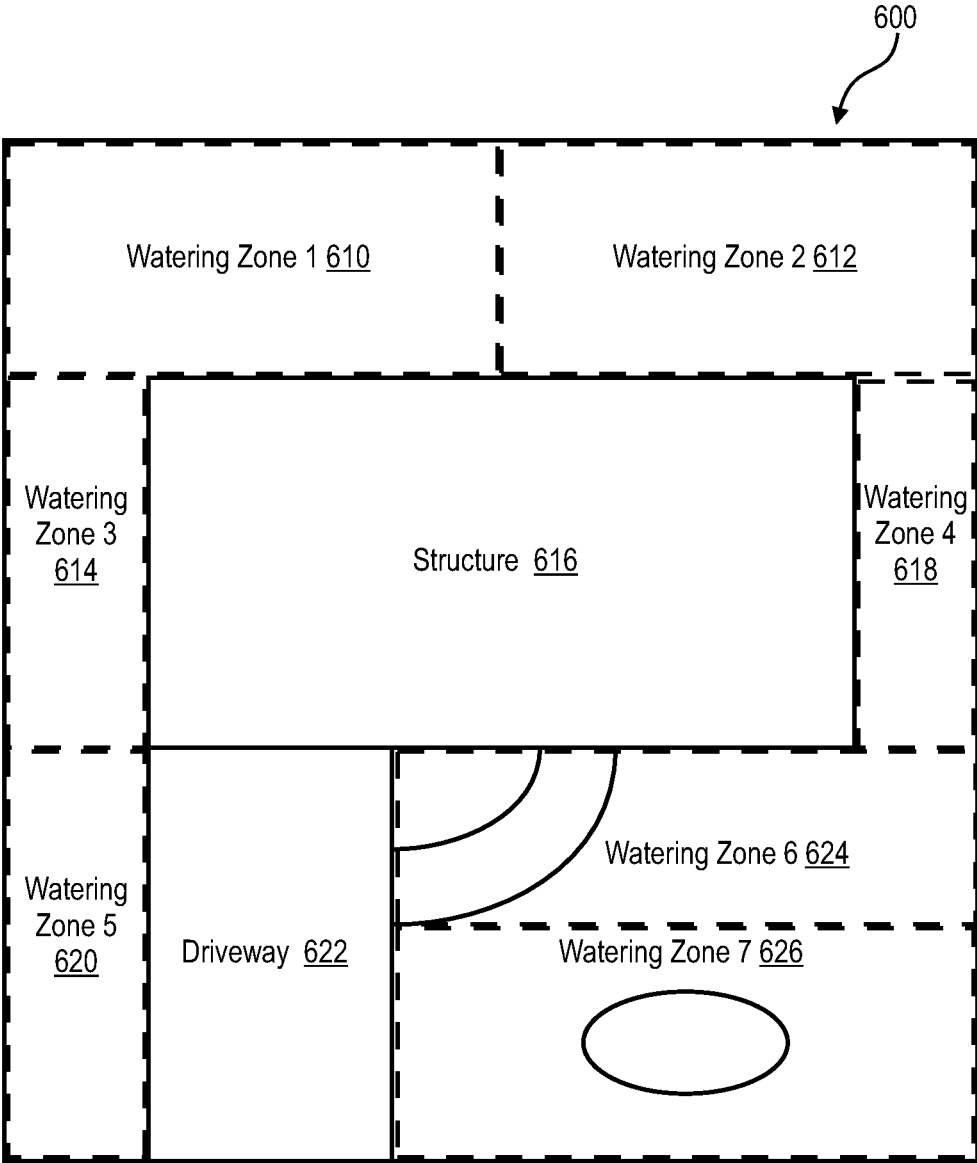 600
Watering Zone 1 610
Watering Zone 2 612
Watering
Zone 3
614
Structure 616
Watering
Zone 4
618
Watering Zone 6 624
Watering
Zone 5
620
Driveway 622
Watering Zone 7 626